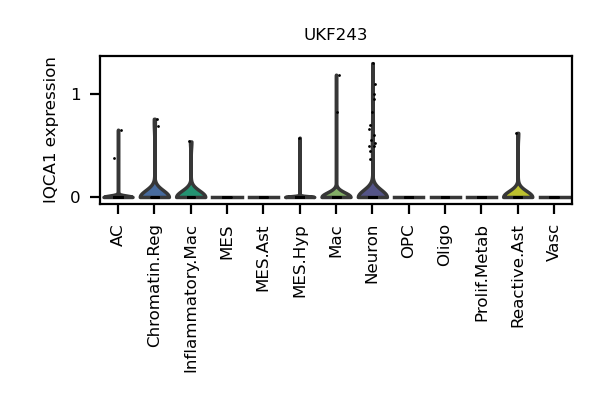 UKF243
IQCA1 expression
1
0
AC
Chromatin.Reg
Inflammatory.Mac
MES
MES.Ast
MES.Hyp
Mac
Neuron
OPC
Oligo
Prolif.Metab
Reactive.Ast
Vasc